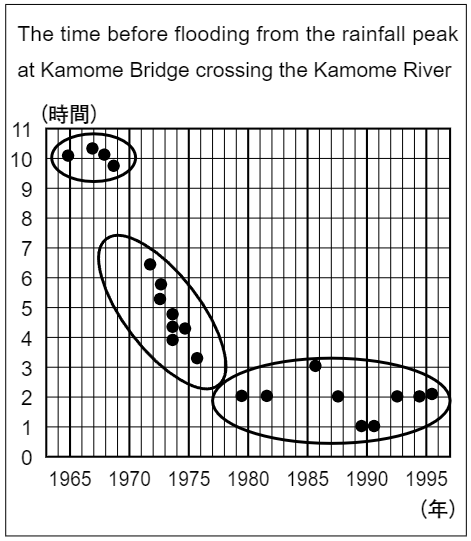 The time before flooding from the rainfall peak
at Kamome Bridge crossing the Kamome River
(時間)
11
10
9
8
7
6
5
4
3
2
1
0
1965 1970 1975 1980 1985 1990 1995
(年)